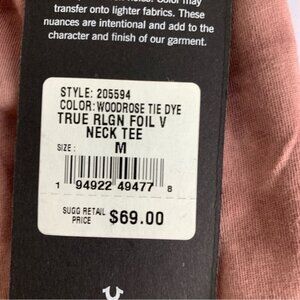 transfer onto lighter fabrics. These
nuances are intentional and add to the
character and finish of our garment.
STYLE: 205594
COLOR: WOODROSE TIE DYE
TRUE RLGN FOIL V
NECK TEE
SIZE: M
1 94922 49477 8
SUGG RETAIL
PRICE $69.00